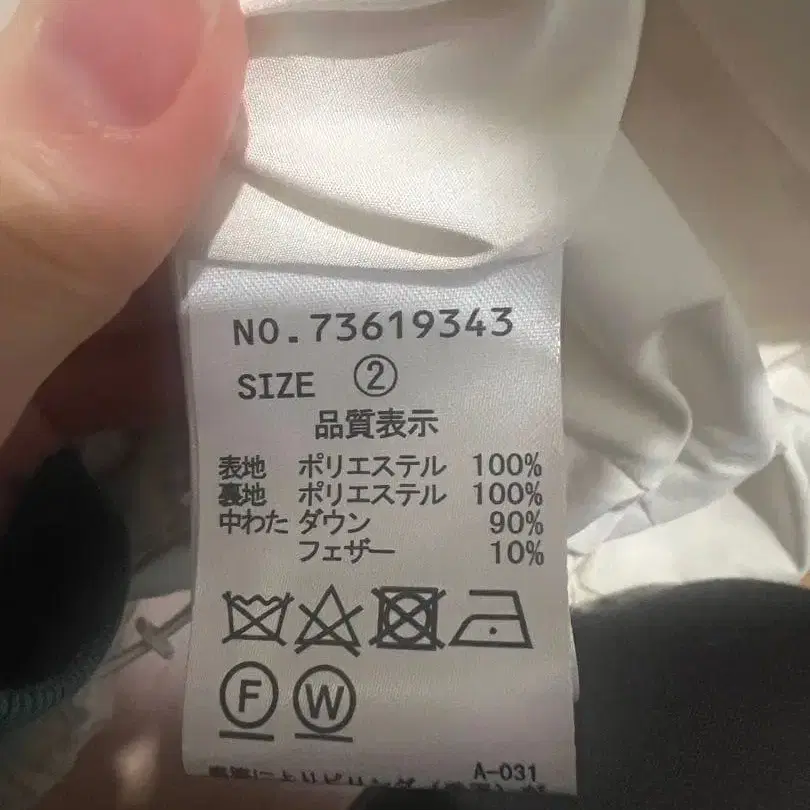 NO.73619343
SIZE ②
品質表示
表地 ポリエステル 100%
裏地 ポリエステル 100%
中わた ダウン 90%
フェザー 10%
F W
A-031